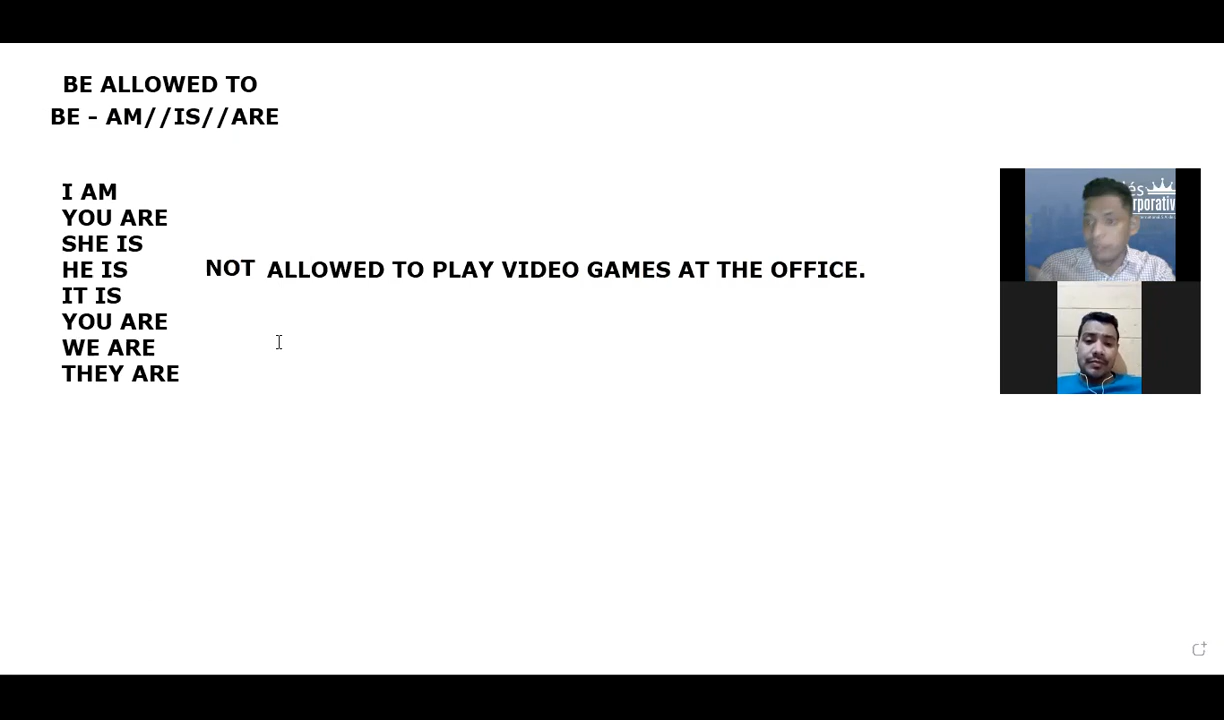 BE ALLOWED TO
BE - AM//IS//ARE
I AM
YOU ARE
SHE IS
HE IS
NOT ALLOWED TO PLAY VIDEO GAMES AT THE OFFICE.
IT IS
YOU ARE
WE ARE
THEY ARE